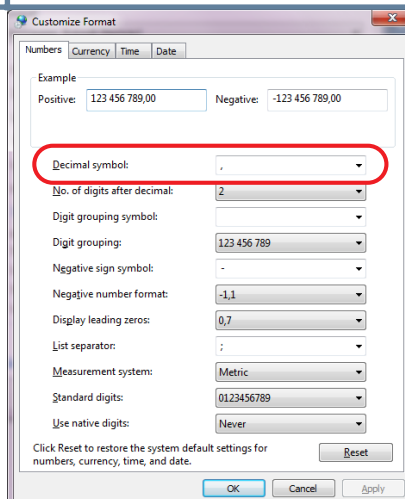 Customize Format
Numbers Currency Time Date
Example
Positive: 123 456 789,00 Negative: -123 456 789,00
Decimal symbol: ,
No. of digits after decimal: 2
Digit grouping symbol:
Digit grouping: 123 456 789
Negative sign symbol: -
Negative number format: -1,1
Display leading zeros: 0,7
List separator: ;
Measurement system: Metric
Standard digits: 0123456789
Use native digits: Never
Click Reset to restore the system default settings for
numbers, currency, time, and date.
Reset
OK Cancel Apply